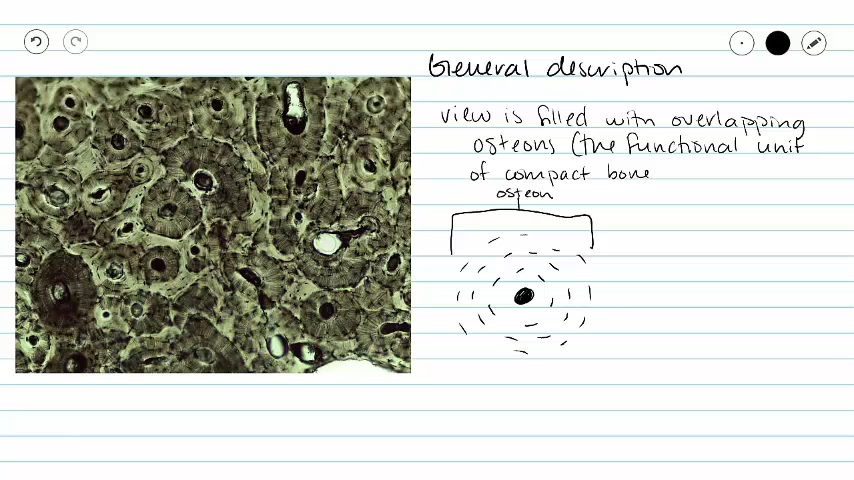 General description
view is filled with overlapping
osteons (the functional unit
of compact bone
osteon